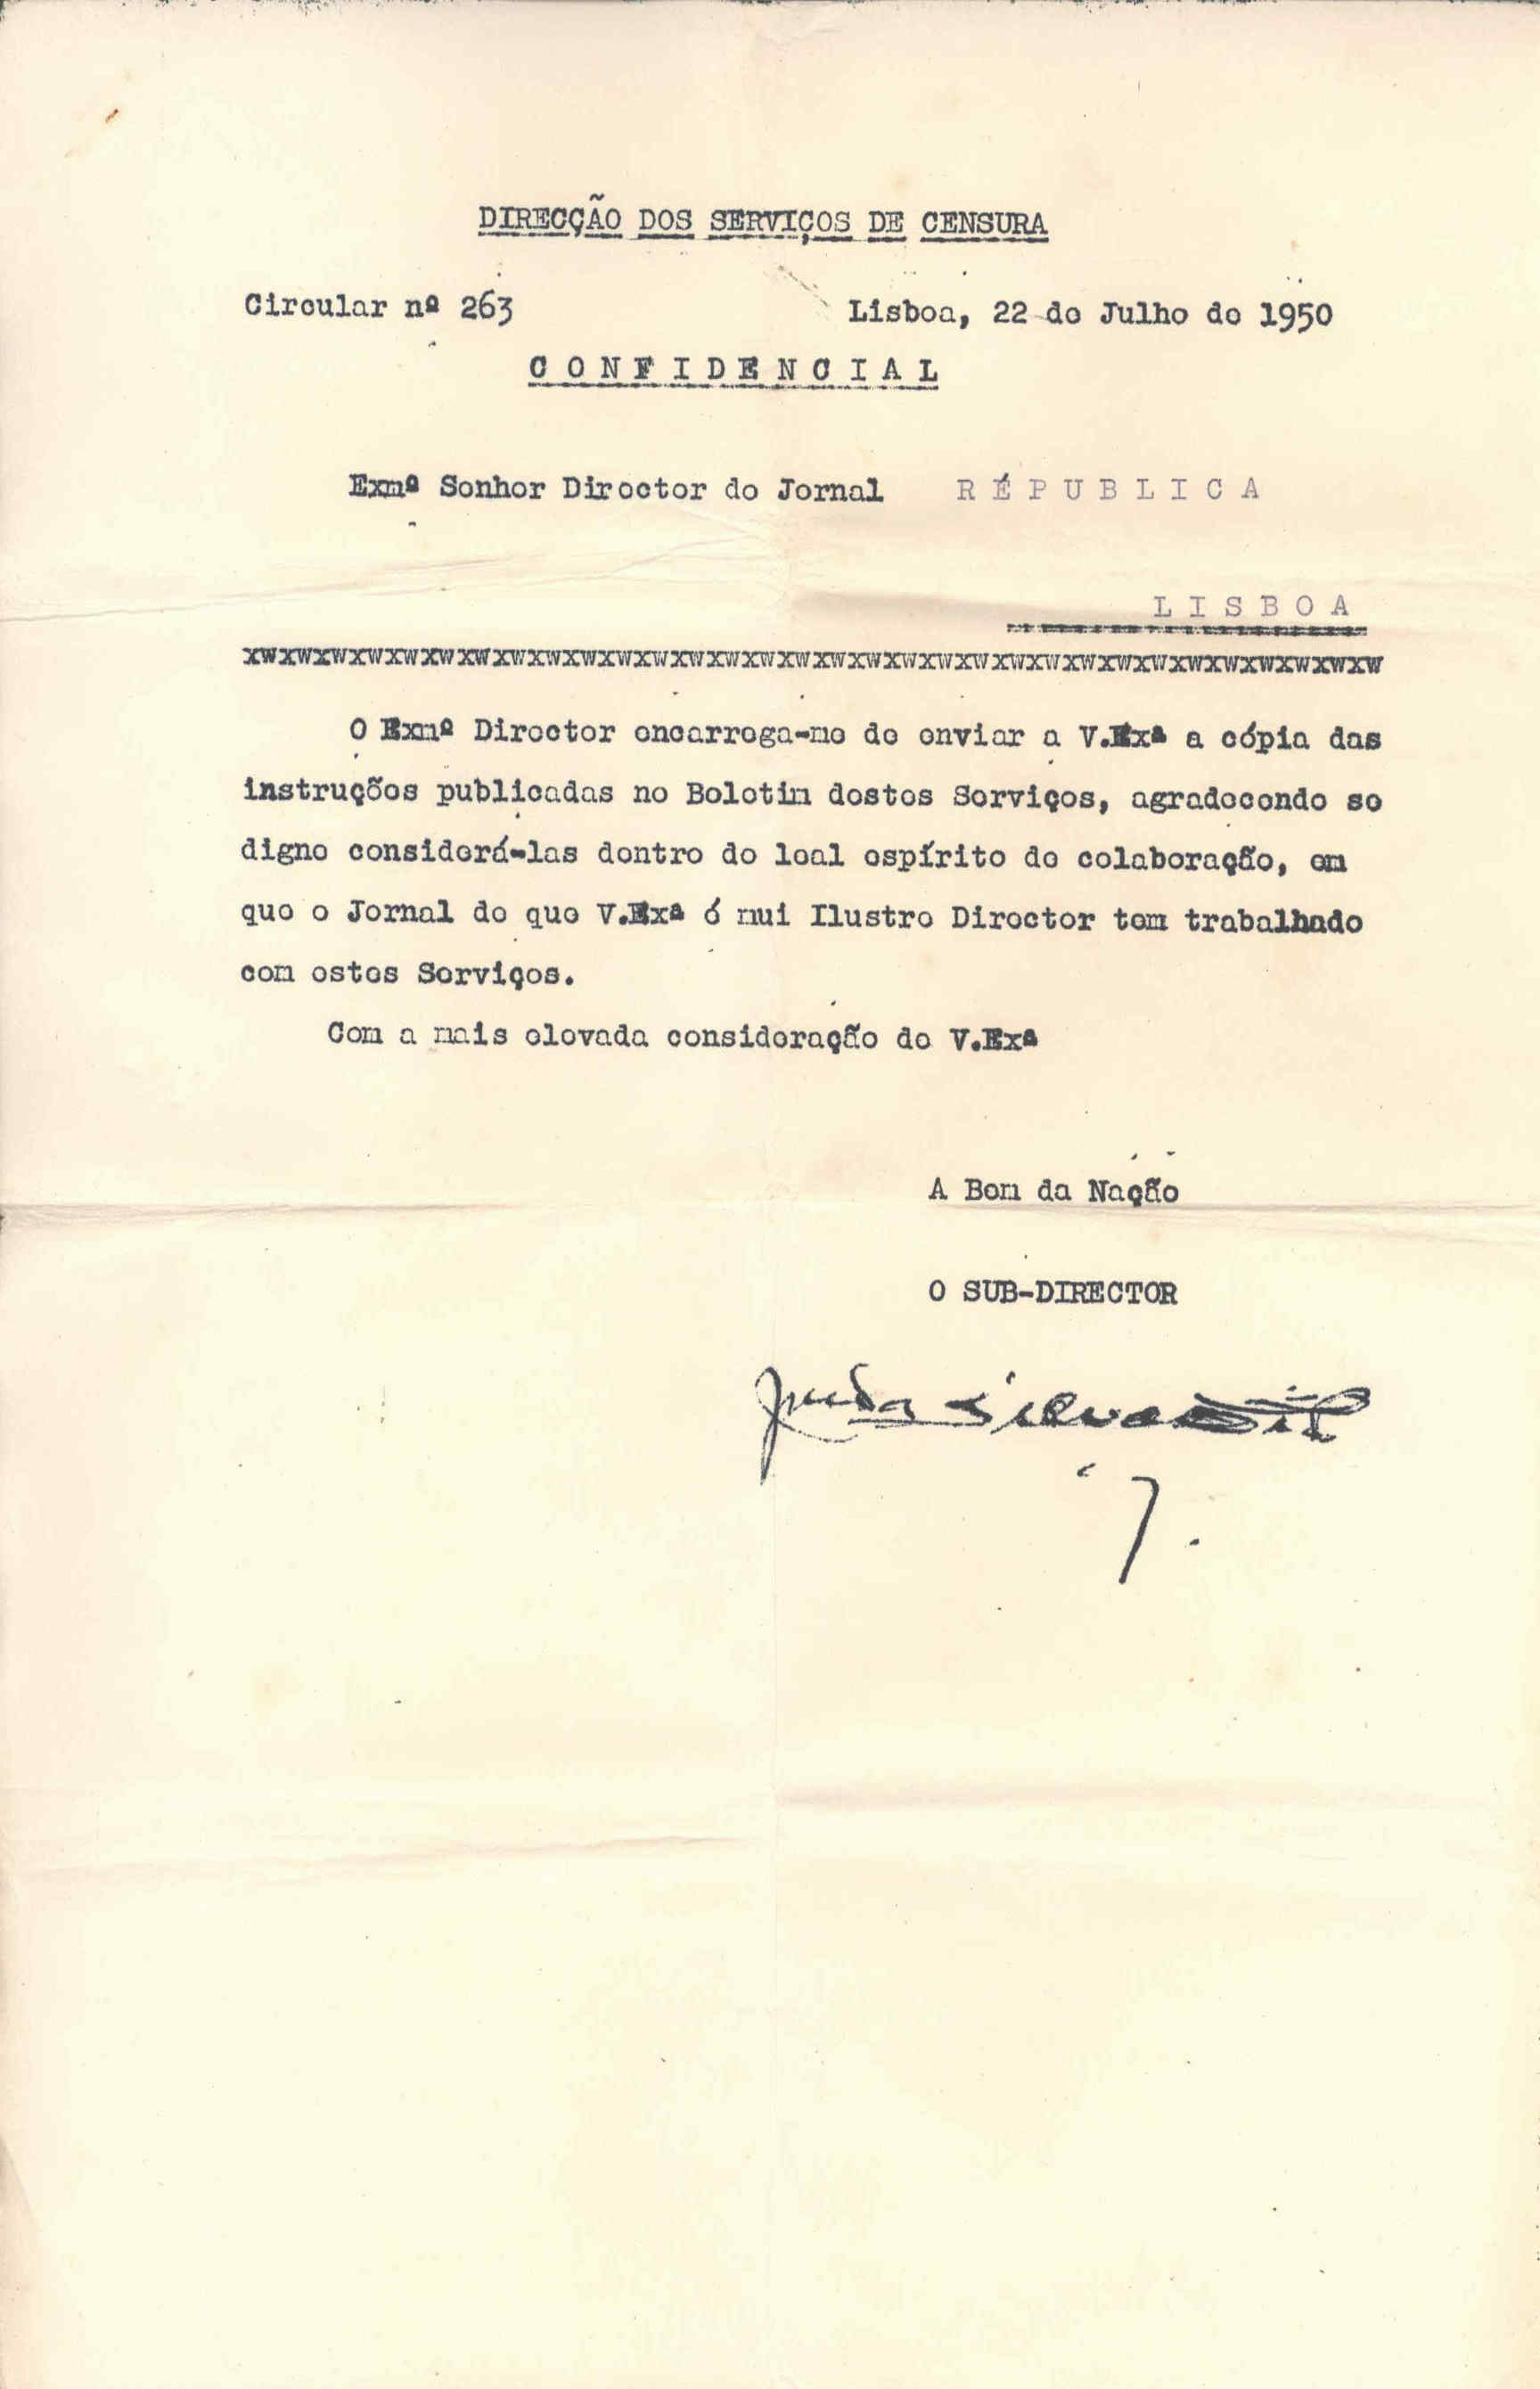 DIRECÇÃO DOS SERVIÇOS DE CENSURA
Circular nº 263 Lisboa, 22 de Julho de 1950
CONFIDENCIAL
Exmº Senhor Director do Jornal RÉPUBLICA
LISBOA
xwxwxwxwxwxwxwxwxwxwxwxwxwxwxwxwxwxwxwxwxwxwxwxwxwxwxwxwxwxwxwxw
O Exmº Director encarrega-me de enviar a V.Exª a cópia das
instruções publicadas no Boletim destes Serviços, agradecendo se
digne considerá-las dentro do leal espírito de colaboração, em
que o Jornal de que V.Exª é mui Ilustre Director tem trabalhado
com estes Serviços.
Com a mais elevada consideração de V.Exª
A Bem da Nação
O SUB-DIRECTOR